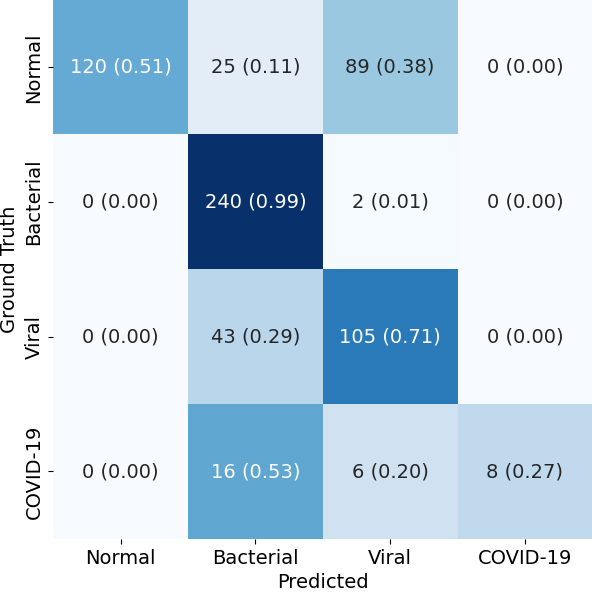 Ground Truth
Normal
120 (0.51) 25 (0.11) 89 (0.38) 0 (0.00)
Bacterial
0 (0.00) 240 (0.99) 2 (0.01) 0 (0.00)
Viral
0 (0.00) 43 (0.29) 105 (0.71) 0 (0.00)
COVID-19
0 (0.00) 16 (0.53) 6 (0.20) 8 (0.27)
Normal Bacterial Viral COVID-19
Predicted